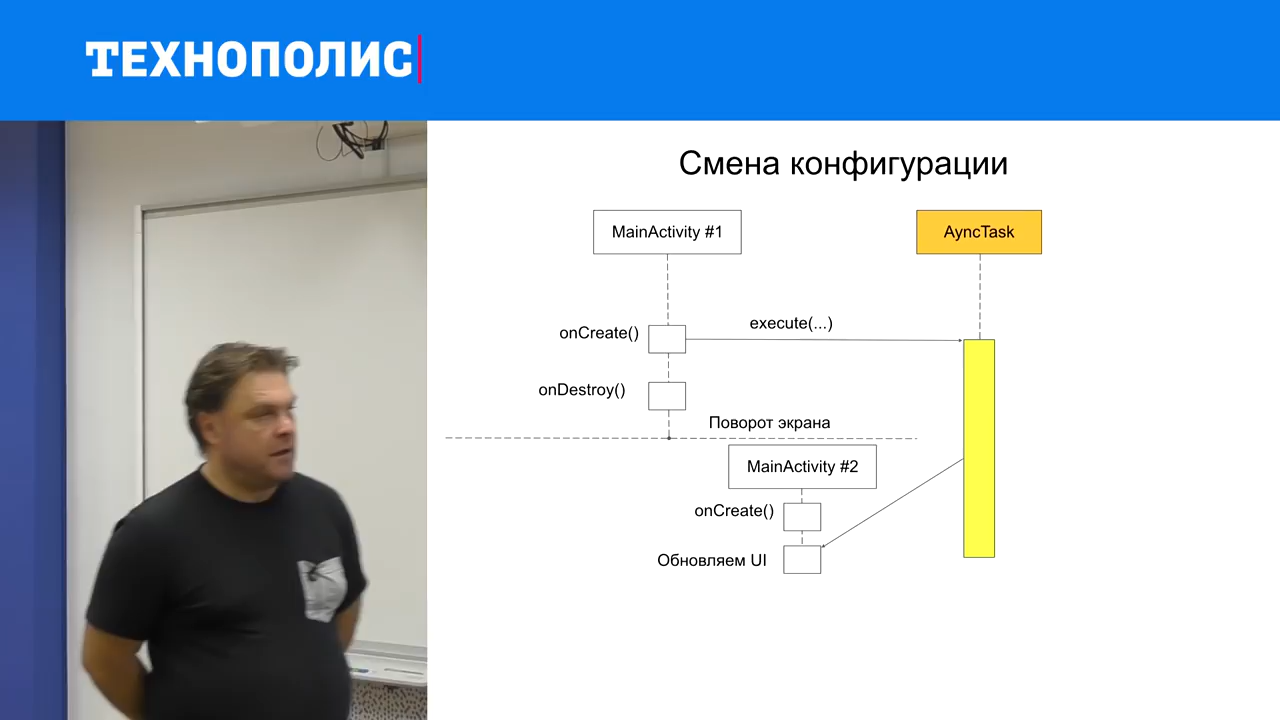 ТЕХНОПОЛИС
Смена конфигурации
MainActivity #1
AyncTask
execute(...)
onCreate()
onDestroy()
Поворот экрана
MainActivity #2
onCreate()
Обновляем UI